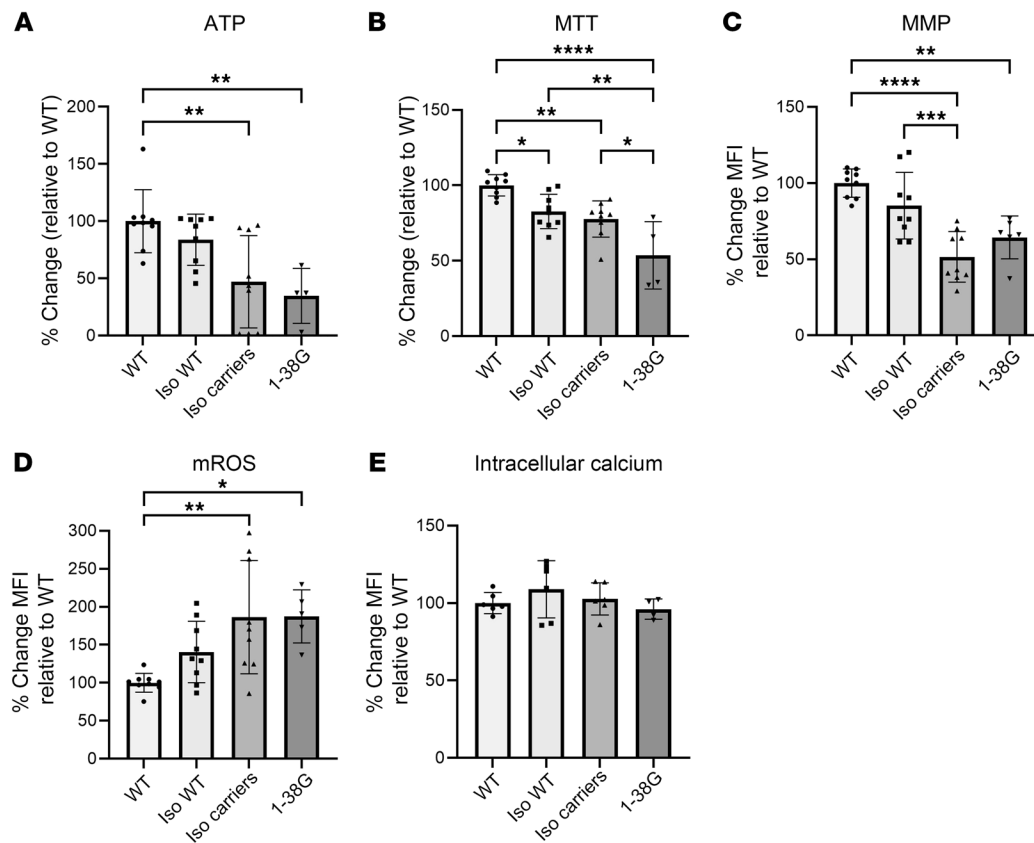 A
ATP
% Change (relative to WT)
**
**
200
150
100
50
0
WT
Iso WT
Iso carriers
1-38G
B
MTT
% Change (relative to WT)
****
**
**
*
*
150
100
50
0
WT
Iso WT
Iso carriers
1-38G
C
MMP
% Change MFI
relative to WT
**
****
***
150
100
50
0
WT
Iso WT
Iso carriers
1-38G
D
mROS
% Change MFI
relative to WT
*
**
300
250
200
150
100
50
0
WT
Iso WT
Iso carriers
1-38G
E
Intracellular calcium
% Change MFI
relative to WT
150
100
50
0
WT
Iso WT
Iso carriers
1-38G